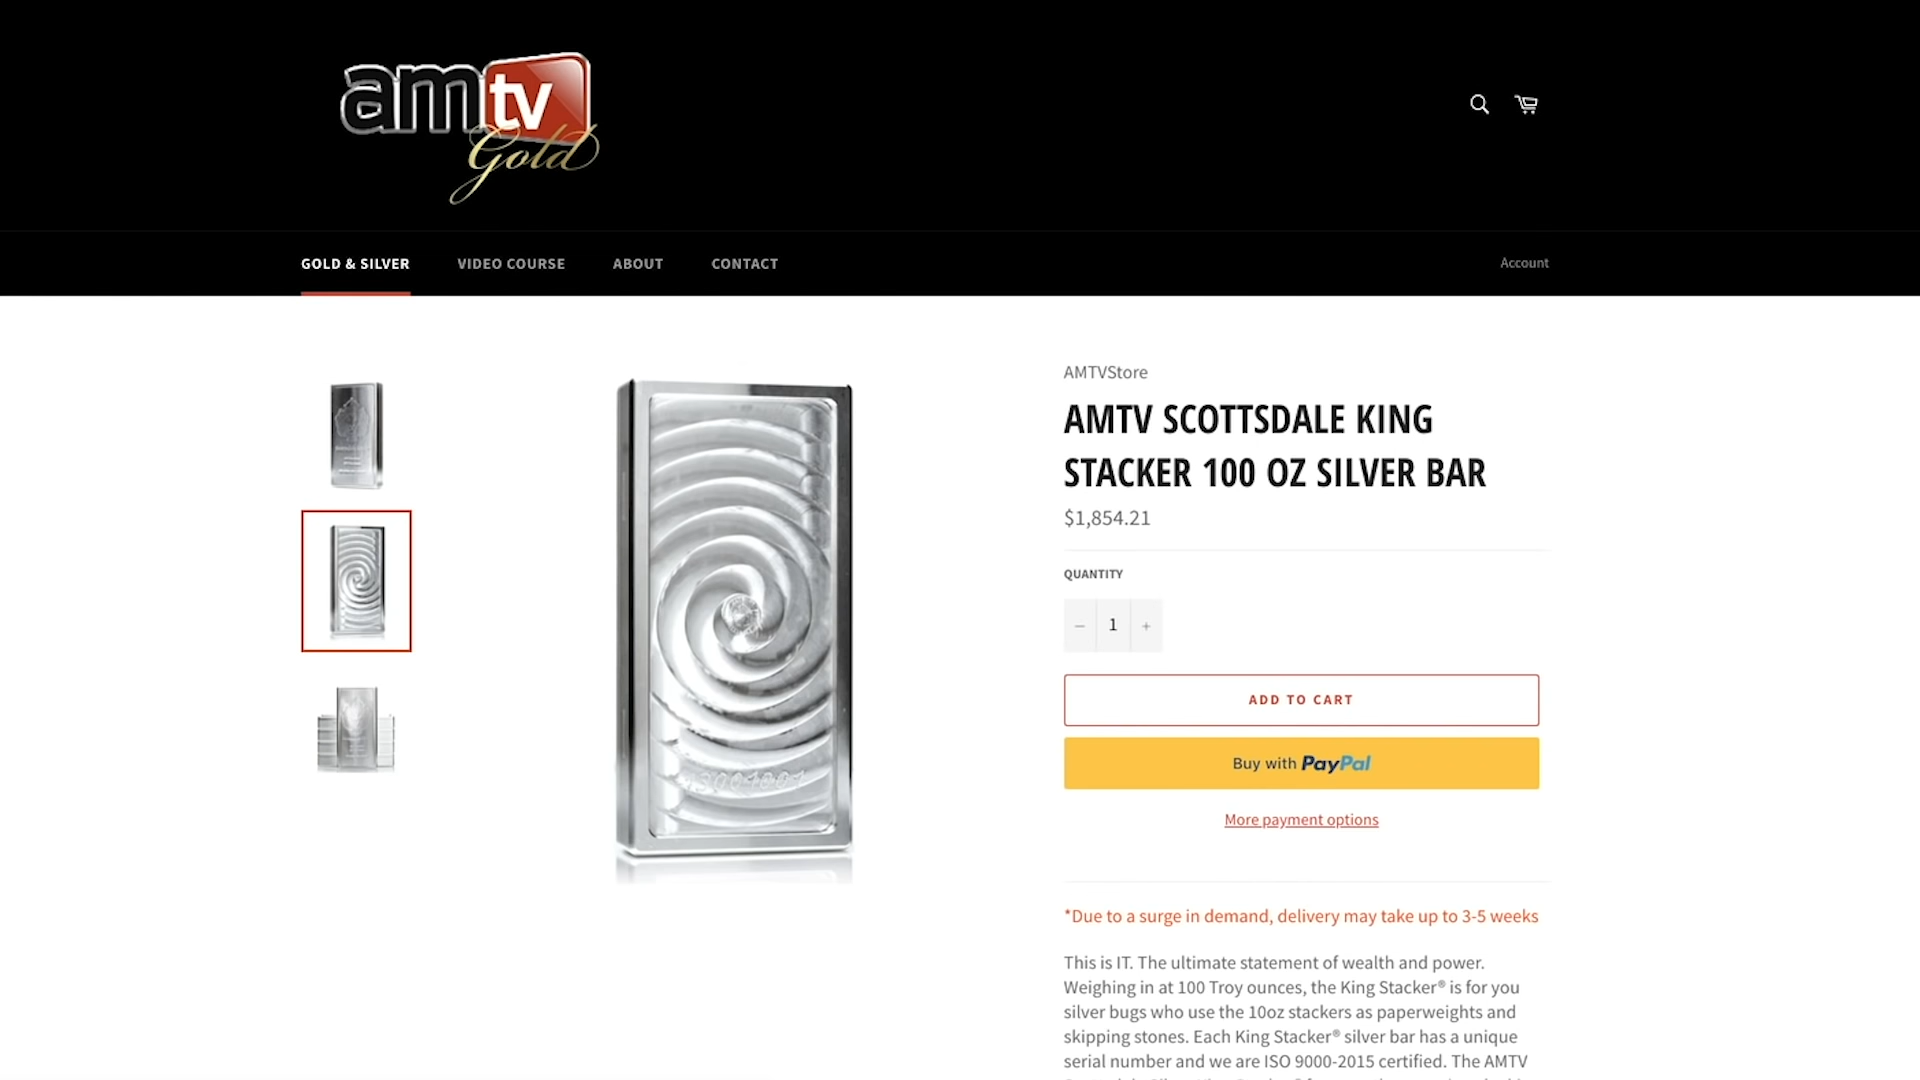 amtv
Gold
GOLD & SILVER
VIDEO COURSE
ABOUT
CONTACT
Account
AMTVStore
AMTV SCOTTSDALE KING
STACKER 100 OZ SILVER BAR
$1,854.21
QUANTITY
− 1 +
ADD TO CART
Buy with PayPal
More payment options
*Due to a surge in demand, delivery may take up to 3-5 weeks
This is IT. The ultimate statement of wealth and power.
Weighing in at 100 Troy ounces, the King Stacker® is for you
silver bugs who use the 10oz stackers as paperweights and
skipping stones. Each King Stacker® silver bar has a unique
serial number and we are ISO 9000-2015 certified. The AMTV